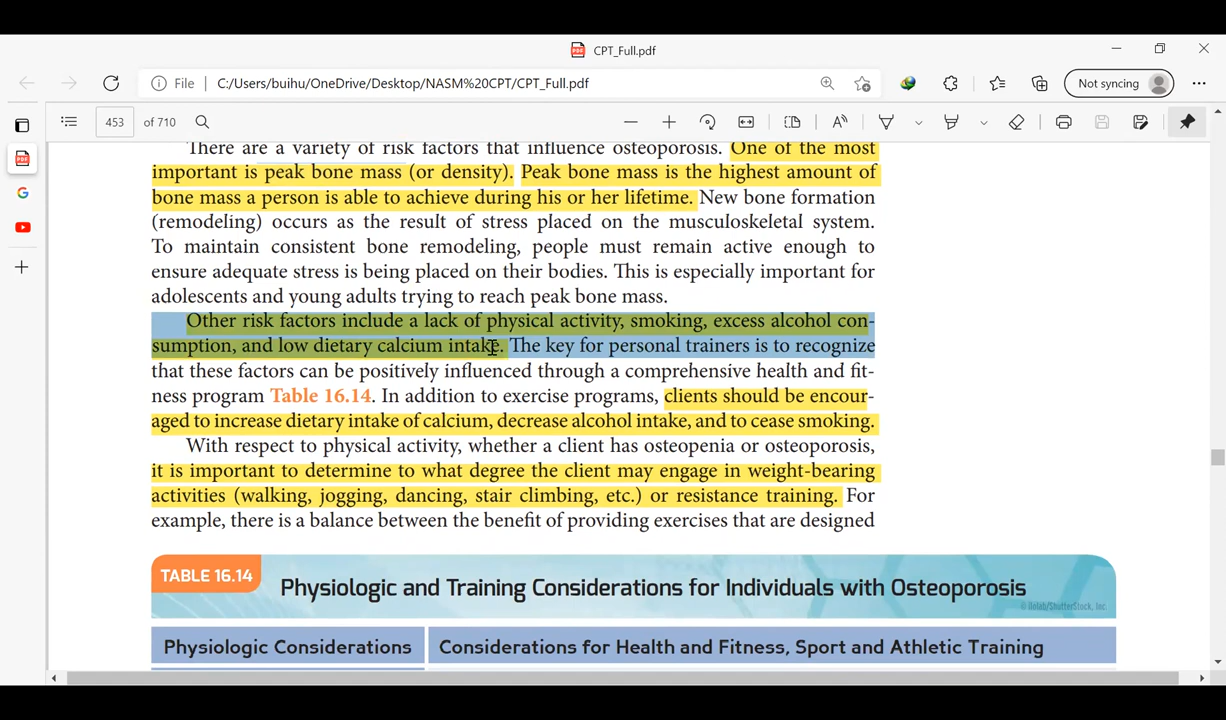 CPT_Full.pdf
File | C:/Users/buihu/OneDrive/Desktop/NASM%20CPT/CPT_Full.pdf
Not syncing
453 of 710
There are a variety of risk factors that influence osteoporosis. One of the most
important is peak bone mass (or density). Peak bone mass is the highest amount of
bone mass a person is able to achieve during his or her lifetime. New bone formation
(remodeling) occurs as the result of stress placed on the musculoskeletal system.
To maintain consistent bone remodeling, people must remain active enough to
ensure adequate stress is being placed on their bodies. This is especially important for
adolescents and young adults trying to reach peak bone mass.
Other risk factors include a lack of physical activity, smoking, excess alcohol con-
sumption, and low dietary calcium intake. The key for personal trainers is to recognize
that these factors can be positively influenced through a comprehensive health and fit-
ness program Table 16.14. In addition to exercise programs, clients should be encour-
aged to increase dietary intake of calcium, decrease alcohol intake, and to cease smoking.
With respect to physical activity, whether a client has osteopenia or osteoporosis,
it is important to determine to what degree the client may engage in weight-bearing
activities (walking, jogging, dancing, stair climbing, etc.) or resistance training. For
example, there is a balance between the benefit of providing exercises that are designed
TABLE 16.14
Physiologic and Training Considerations for Individuals with Osteoporosis
© Golab/ShutterStock, Inc.
Physiologic Considerations
Considerations for Health and Fitness, Sport and Athletic Training